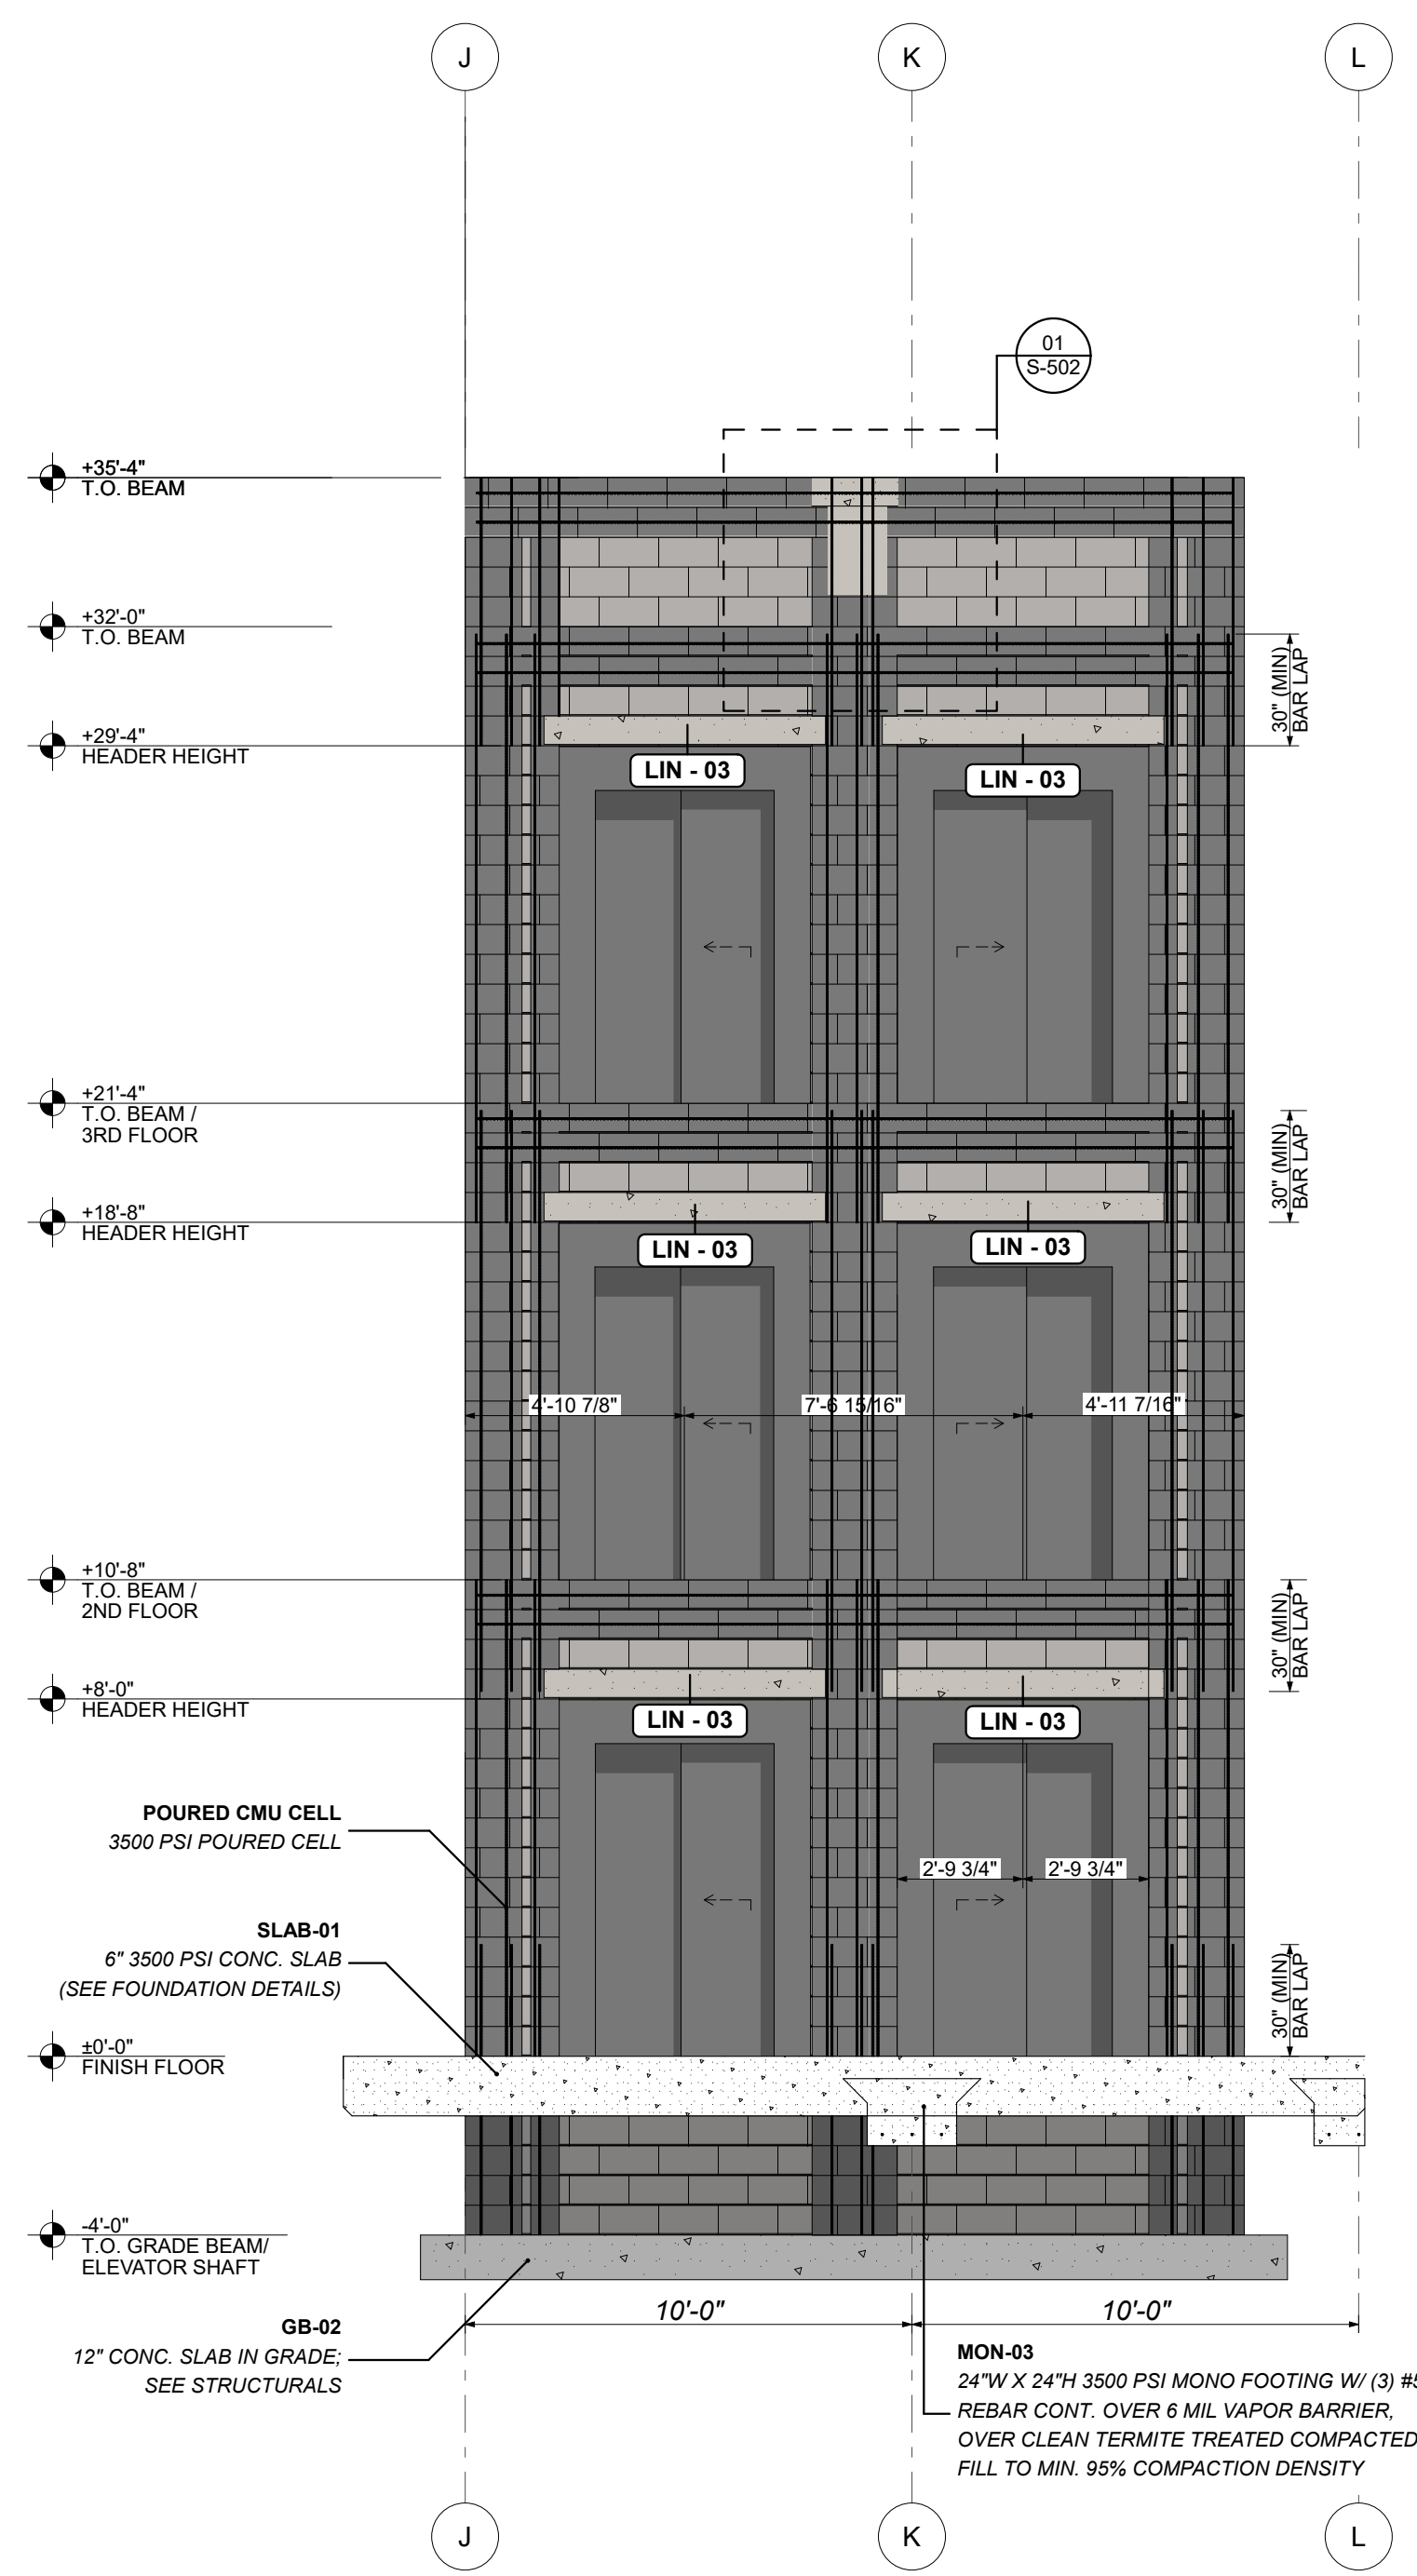 J
K
L
01
S-502
+35'-4"
T.O. BEAM
+32'-0"
T.O. BEAM
30" (MIN)
BAR LAP
+29'-4"
HEADER HEIGHT
LIN - 03
LIN - 03
+21'-4"
T.O. BEAM /
3RD FLOOR
30" (MIN)
BAR LAP
+18'-8"
HEADER HEIGHT
LIN - 03
LIN - 03
4'-10 7/8"
7'-6 15/16"
4'-11 7/16"
+10'-8"
T.O. BEAM /
2ND FLOOR
30" (MIN)
BAR LAP
+8'-0"
HEADER HEIGHT
LIN - 03
LIN - 03
POURED CMU CELL
3500 PSI POURED CELL
2'-9 3/4"
2'-9 3/4"
SLAB-01
6" 3500 PSI CONC. SLAB
(SEE FOUNDATION DETAILS)
30" (MIN)
BAR LAP
±0'-0"
FINISH FLOOR
-4'-0"
T.O. GRADE BEAM/
ELEVATOR SHAFT
10'-0"
10'-0"
GB-02
12" CONC. SLAB IN GRADE;
SEE STRUCTURALS
MON-03
24"W X 24"H 3500 PSI MONO FOOTING W/ (3) #5
REBAR CONT. OVER 6 MIL VAPOR BARRIER,
OVER CLEAN TERMITE TREATED COMPACTED
FILL TO MIN. 95% COMPACTION DENSITY
J
K
L